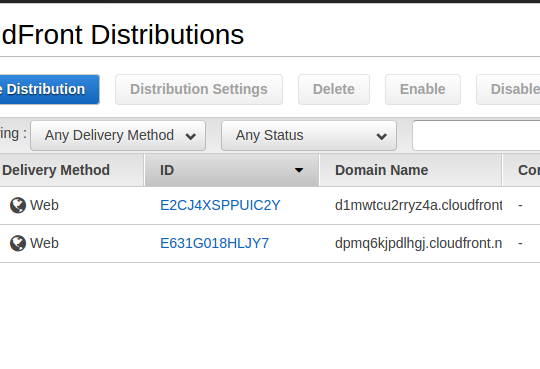 dFront Distributions
e Distribution Distribution Settings Delete Enable Disable
ing : Any Delivery Method Any Status
Delivery Method ID Domain Name Co
Web E2CJ4XSPPUIC2Y d1mwtcu2rryz4a.cloudfront -
Web E631G018HLJY7 dpmq6kjpdlhgj.cloudfront.n -